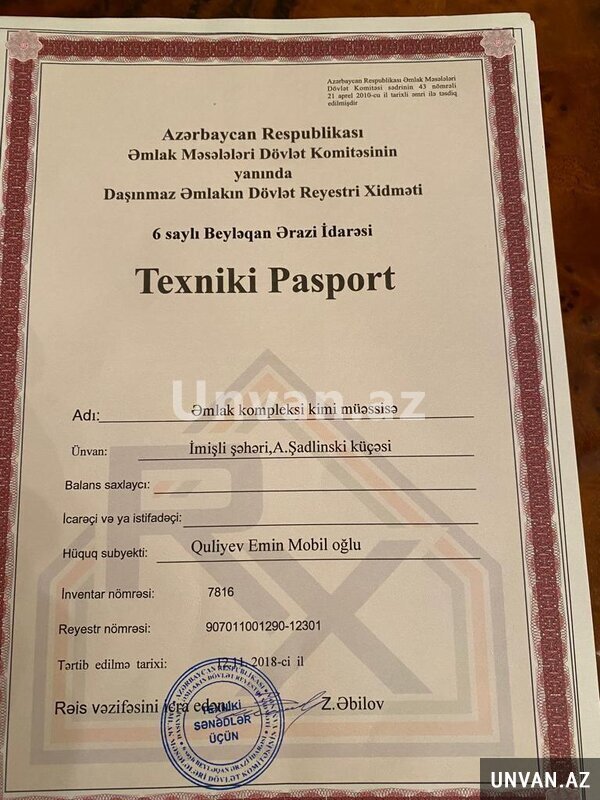 Azərbaycan Respublikası Əmlak Məsələləri
Dövlət Komitəsi sədrinin 43 nömrəli
21 aprel 2010-cu il tarixli əmri ilə təsdiq
edilmişdir
Azərbaycan Respublikası
Əmlak Məsələləri Dövlət Komitəsinin
yanında
Daşınmaz Əmlakın Dövlət Reyestri Xidməti
6 saylı Beyləqan Ərazi İdarəsi
Texniki Pasport
Unvan.az
Adı: Əmlak kompleksi kimi müəssisə
Ünvan: İmişli şəhəri,A.Şadlinski küçəsi
Balans saxlayıcı:
İcarəçi və ya istifadəçi:
Hüquq subyekti: Quliyev Emin Mobil oğlu
İnventar nömrəsi: 7816
Reyestr nömrəsi: 907011001290-12301
Tərtib edilmə tarixi: 12.11.2018-ci il
Rəis vəzifəsini icra edən: Z.Əbilov
TEXNİKİ
SƏNƏDLƏR
ÜÇÜN
UNVAN.AZ